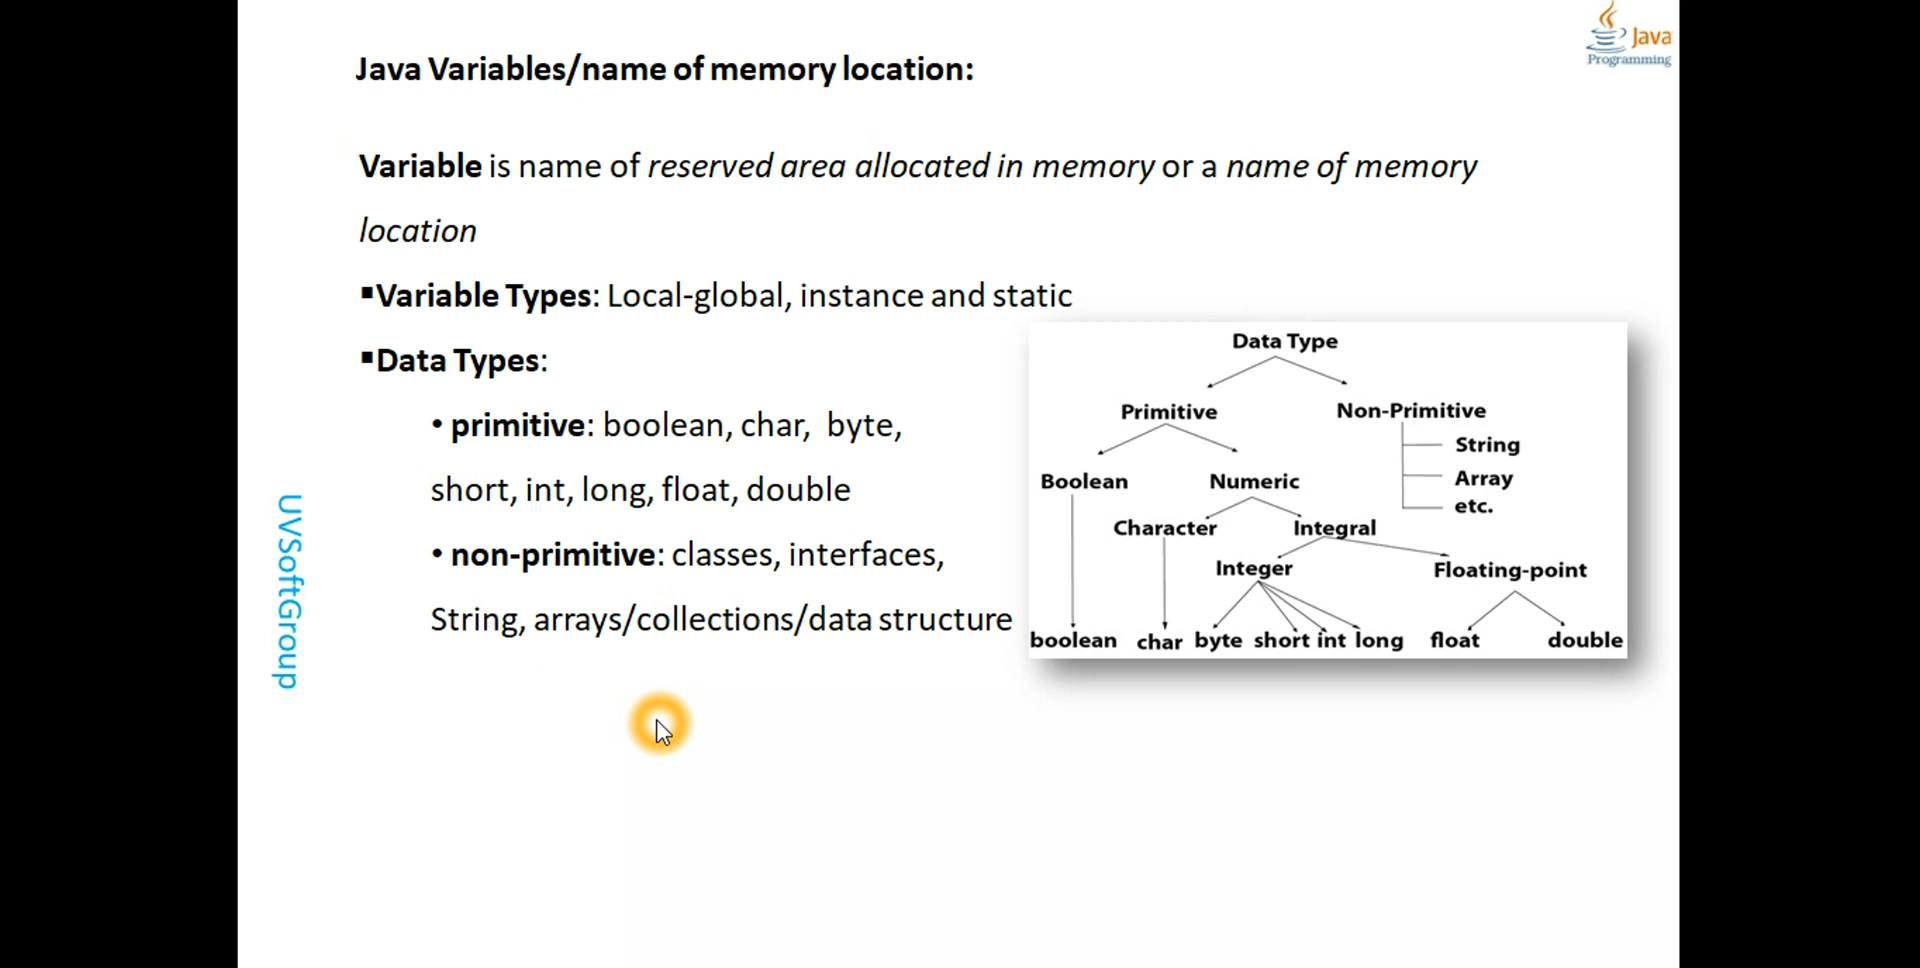 Java
Programming
Java Variables/name of memory location:
Variable is name of reserved area allocated in memory or a name of memory
location
▪Variable Types: Local-global, instance and static
▪Data Types:
• primitive: boolean, char, byte,
short, int, long, float, double
• non-primitive: classes, interfaces,
String, arrays/collections/data structure
UVSoftGroup
Data Type
Primitive Non-Primitive
String
Boolean Numeric Array
etc.
Character Integral
Integer Floating-point
boolean char byte short int long float double